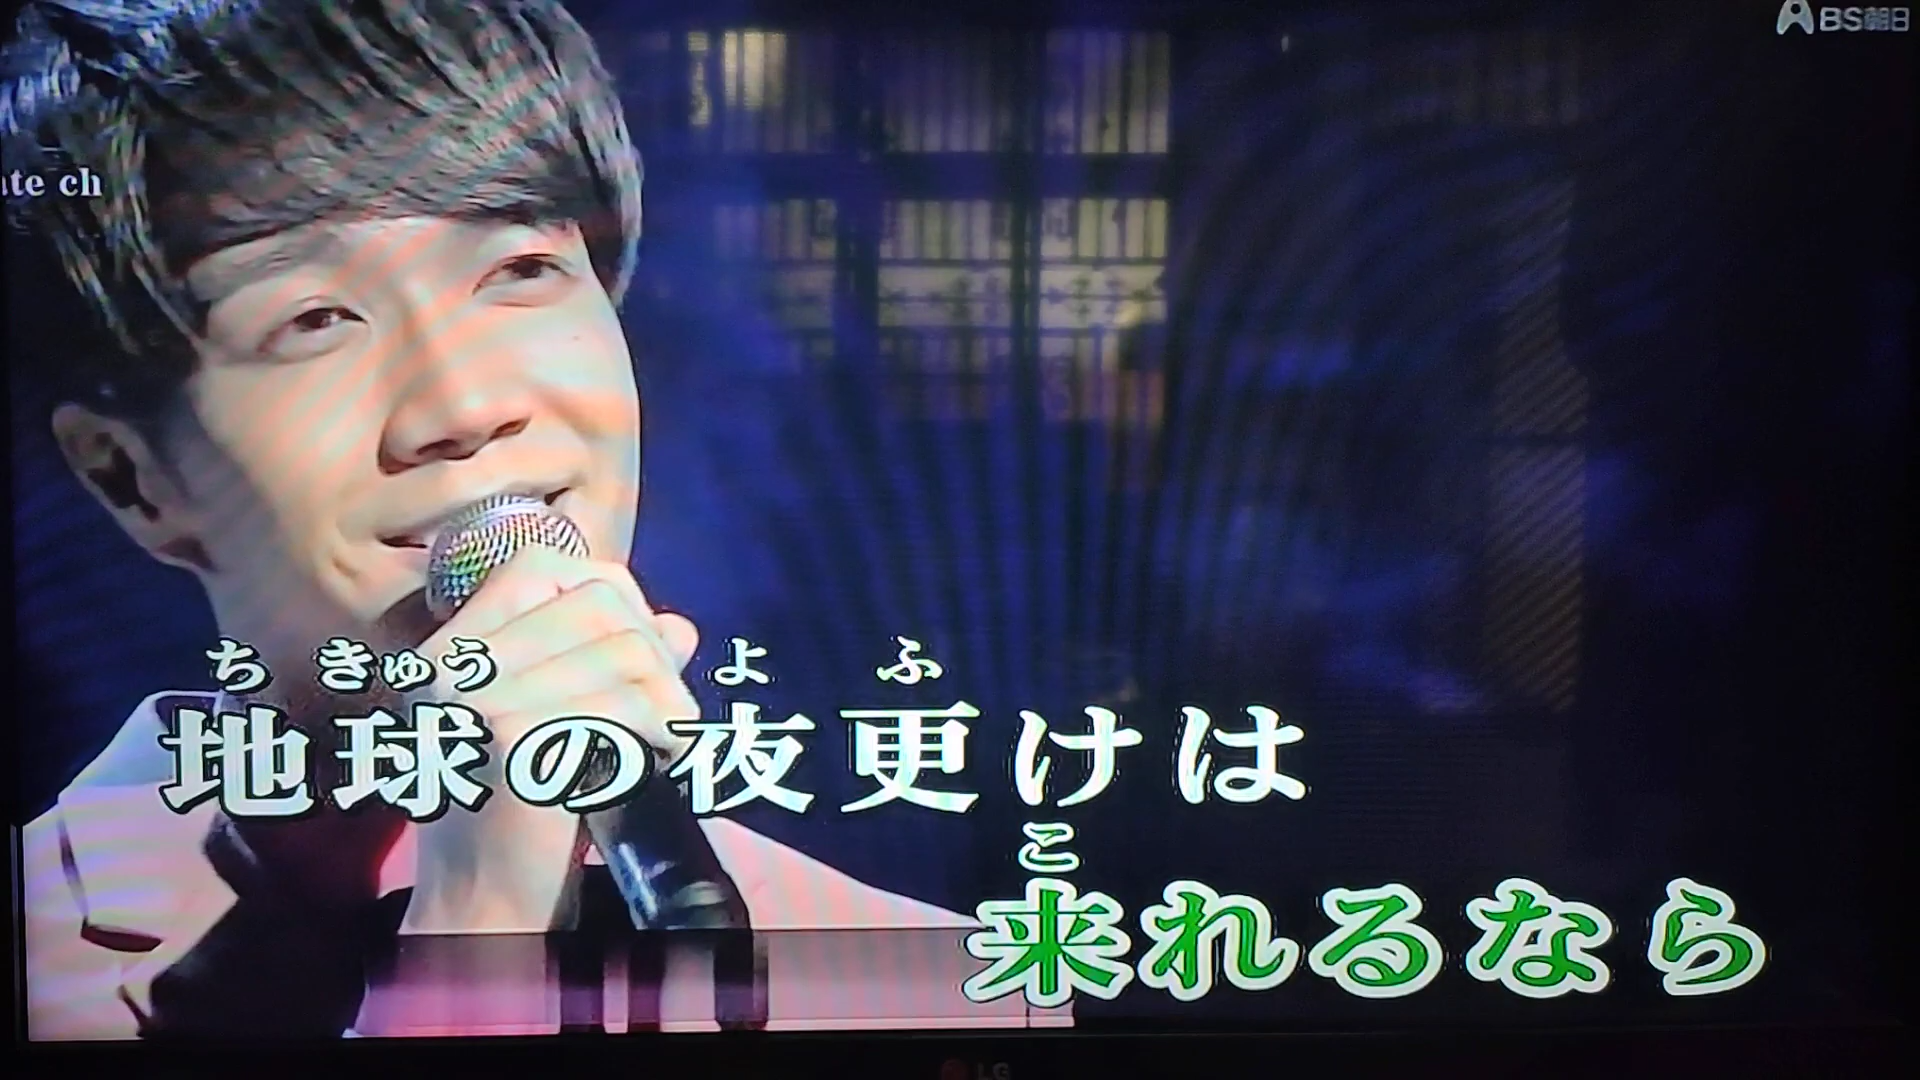 BS朝日
ate ch
ち きゅう よ ふ
地球の夜更けは
こ
来れるなら
LG